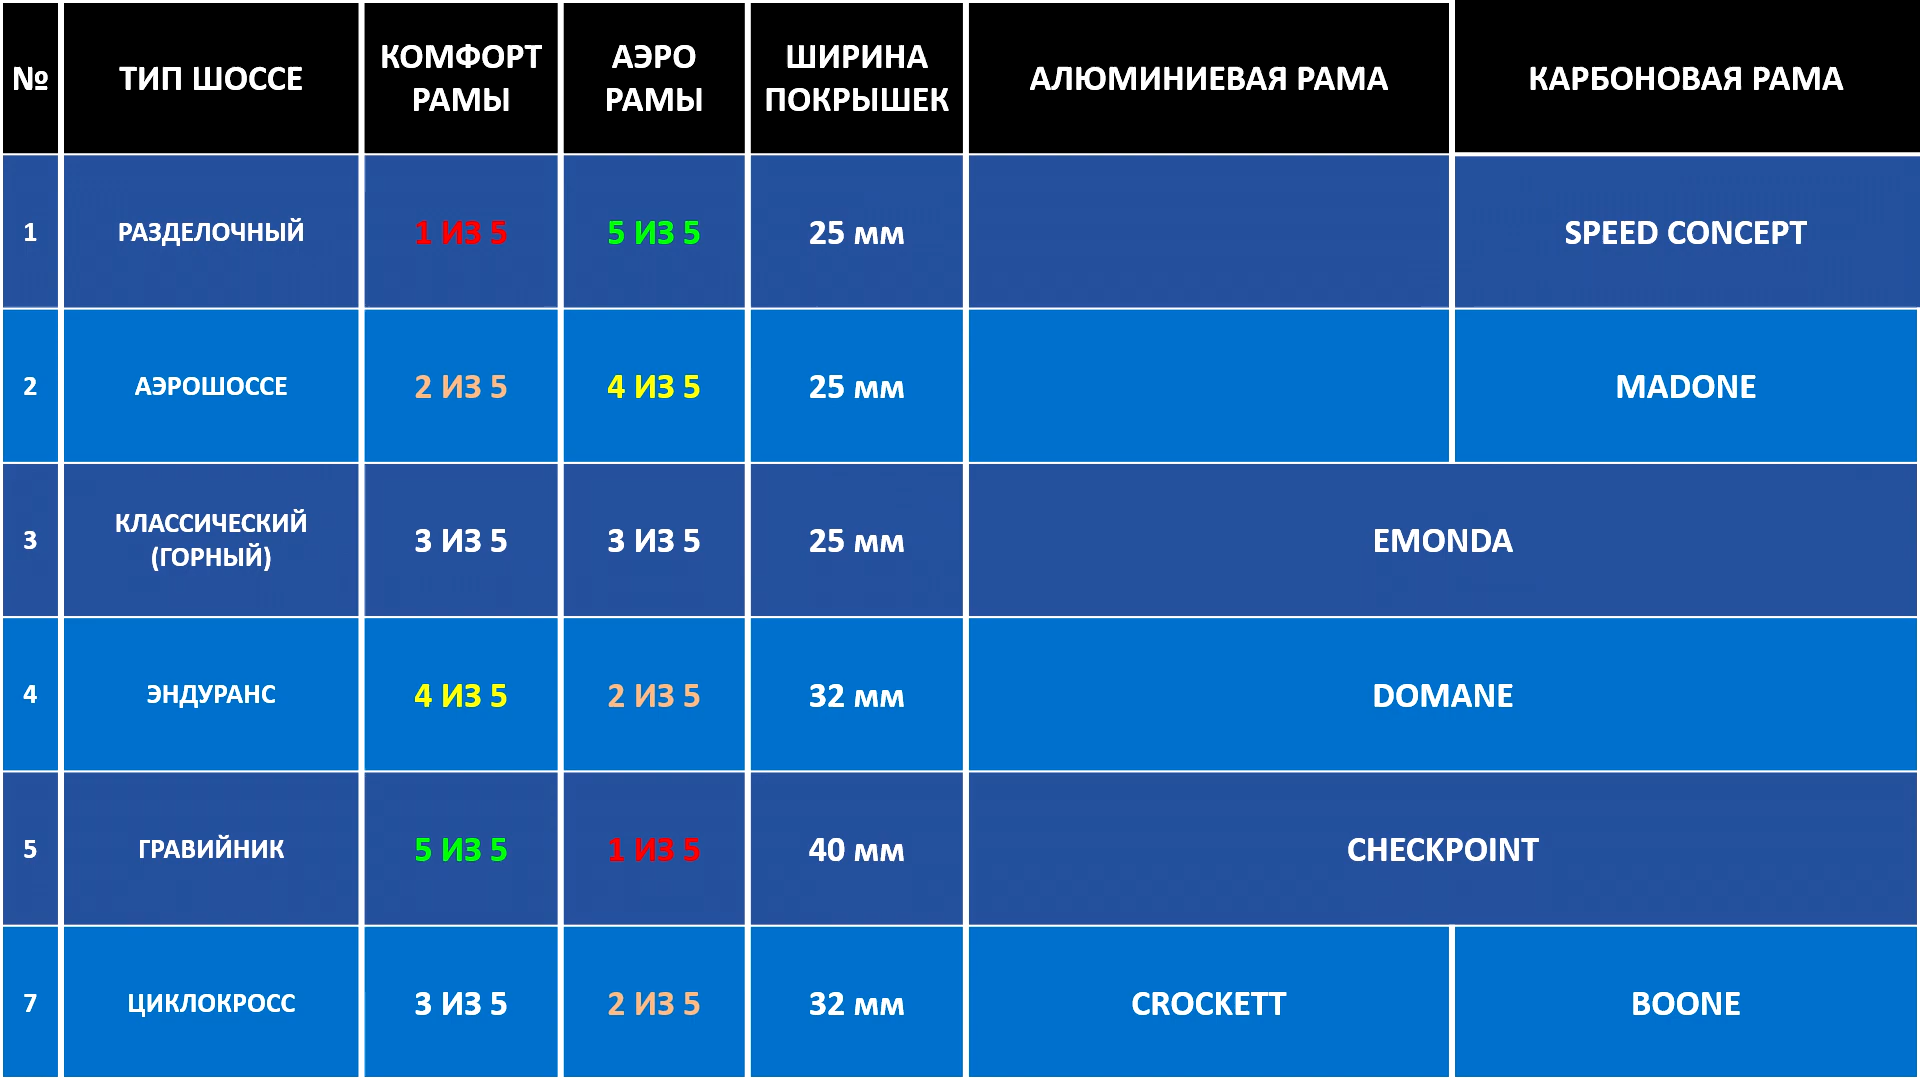 №
ТИП ШОССЕ
КОМФОРТ
РАМЫ
АЭРО
РАМЫ
ШИРИНА
ПОКРЫШЕК
АЛЮМИНИЕВАЯ РАМА
КАРБОНОВАЯ РАМА
1
РАЗДЕЛОЧНЫЙ
1 ИЗ 5
5 ИЗ 5
25 мм
SPEED CONCEPT
2
АЭРОШОССЕ
2 ИЗ 5
4 ИЗ 5
25 мм
MADONE
3
КЛАССИЧЕСКИЙ
(ГОРНЫЙ)
3 ИЗ 5
3 ИЗ 5
25 мм
EMONDA
4
ЭНДУРАНС
4 ИЗ 5
2 ИЗ 5
32 мм
DOMANE
5
ГРАВИЙНИК
5 ИЗ 5
1 ИЗ 5
40 мм
CHECKPOINT
7
ЦИКЛОКРОСС
3 ИЗ 5
2 ИЗ 5
32 мм
CROCKETT
BOONE